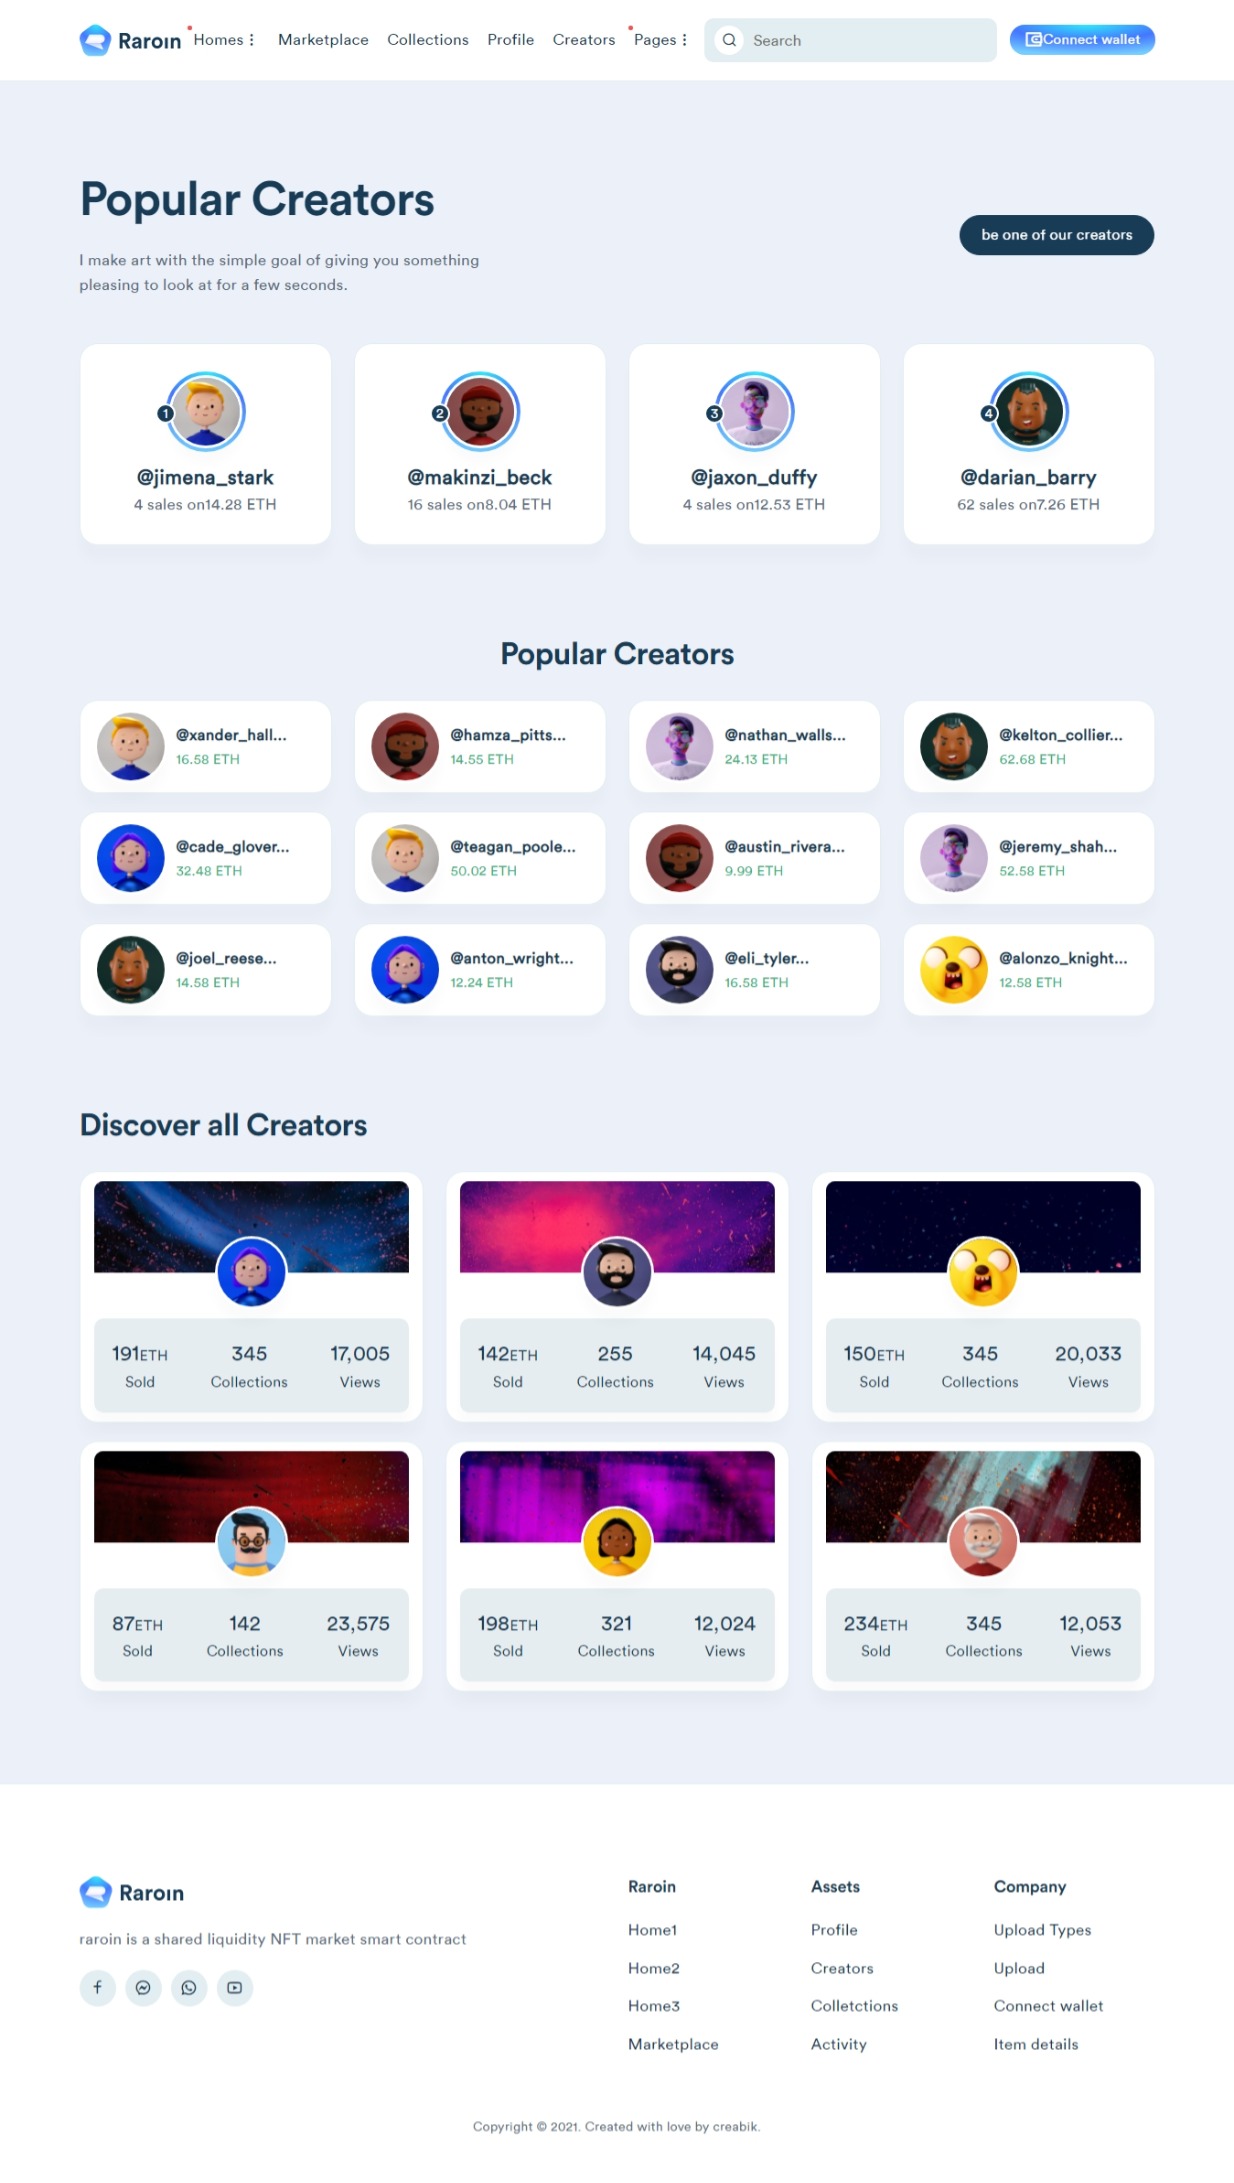 Raroın
Homes
Marketplace
Collections
Profile
Creators
Pages
Search
Connect wallet
Popular Creators
I make art with the simple goal of giving you something
pleasing to look at for a few seconds.
be one of our creators
1
@jimena_stark
4 sales on14.28 ETH
2
@makinzi_beck
16 sales on8.04 ETH
3
@jaxon_duffy
4 sales on12.53 ETH
4
@darian_barry
62 sales on7.26 ETH
Popular Creators
@xander_hall...
16.58 ETH
@hamza_pitts...
14.55 ETH
@nathan_walls...
24.13 ETH
@kelton_collier...
62.68 ETH
@cade_glover...
32.48 ETH
@teagan_poole...
50.02 ETH
@austin_rivera...
9.99 ETH
@jeremy_shah...
52.58 ETH
@joel_reese...
14.58 ETH
@anton_wright...
12.24 ETH
@eli_tyler...
16.58 ETH
@alonzo_knight...
12.58 ETH
Discover all Creators
191ETH 345 17,005
Sold Collections Views
142ETH 255 14,045
Sold Collections Views
150ETH 345 20,033
Sold Collections Views
87ETH 142 23,575
Sold Collections Views
198ETH 321 12,024
Sold Collections Views
234ETH 345 12,053
Sold Collections Views
Raroın
raroin is a shared liquidity NFT market smart contract
Raroin
Home1
Home2
Home3
Marketplace
Assets
Profile
Creators
Colletctions
Activity
Company
Upload Types
Upload
Connect wallet
Item details
Copyright © 2021. Created with love by creabik.